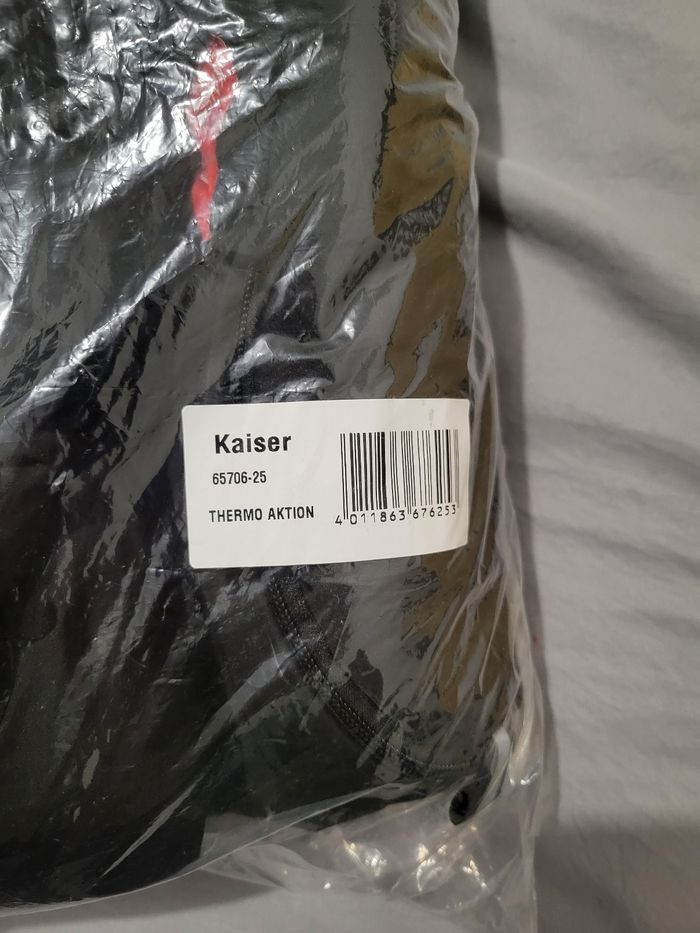 Kaiser
65706-25
THERMO AKTION
4 011863 676253